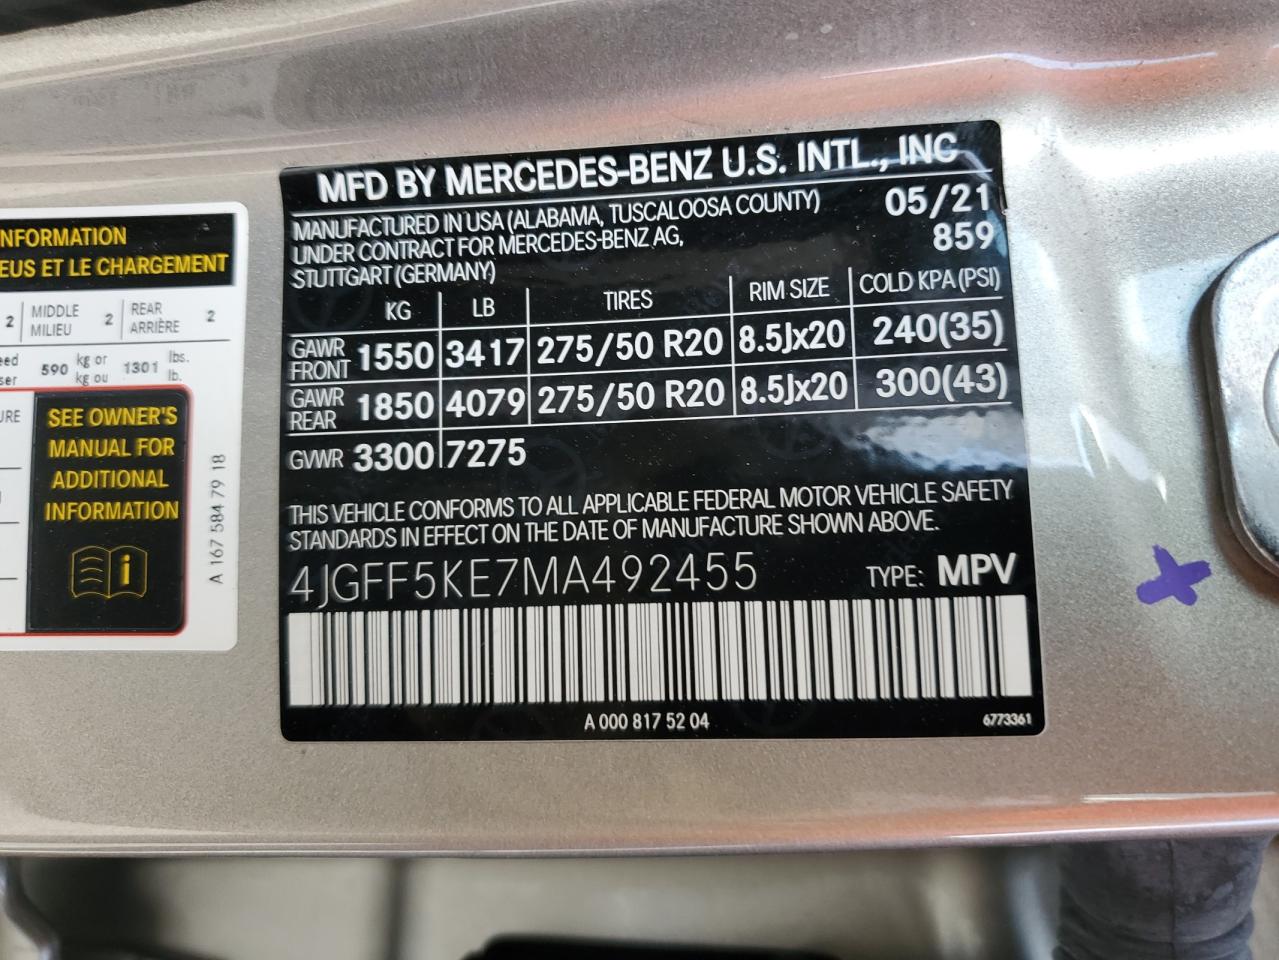 NFORMATION
EUS ET LE CHARGEMENT
2 MIDDLE MILIEU 2 REAR ARRIÈRE 2
590 kg or kg ou 1301 lbs. lb.
SEE OWNER'S
MANUAL FOR
ADDITIONAL
INFORMATION
A 167 584 79 18
MFD BY MERCEDES-BENZ U.S. INTL., INC
MANUFACTURED IN USA (ALABAMA, TUSCALOOSA COUNTY) 05/21
UNDER CONTRACT FOR MERCEDES-BENZ AG, 859
STUTTGART (GERMANY)
KG LB TIRES RIM SIZE COLD KPA (PSI)
GAWR FRONT 1550 3417 275/50 R20 8.5Jx20 240(35)
GAWR REAR 1850 4079 275/50 R20 8.5Jx20 300(43)
GVWR 3300 7275
THIS VEHICLE CONFORMS TO ALL APPLICABLE FEDERAL MOTOR VEHICLE SAFETY
STANDARDS IN EFFECT ON THE DATE OF MANUFACTURE SHOWN ABOVE.
4JGFF5KE7MA492455 TYPE: MPV
A 000 817 52 04 6773361